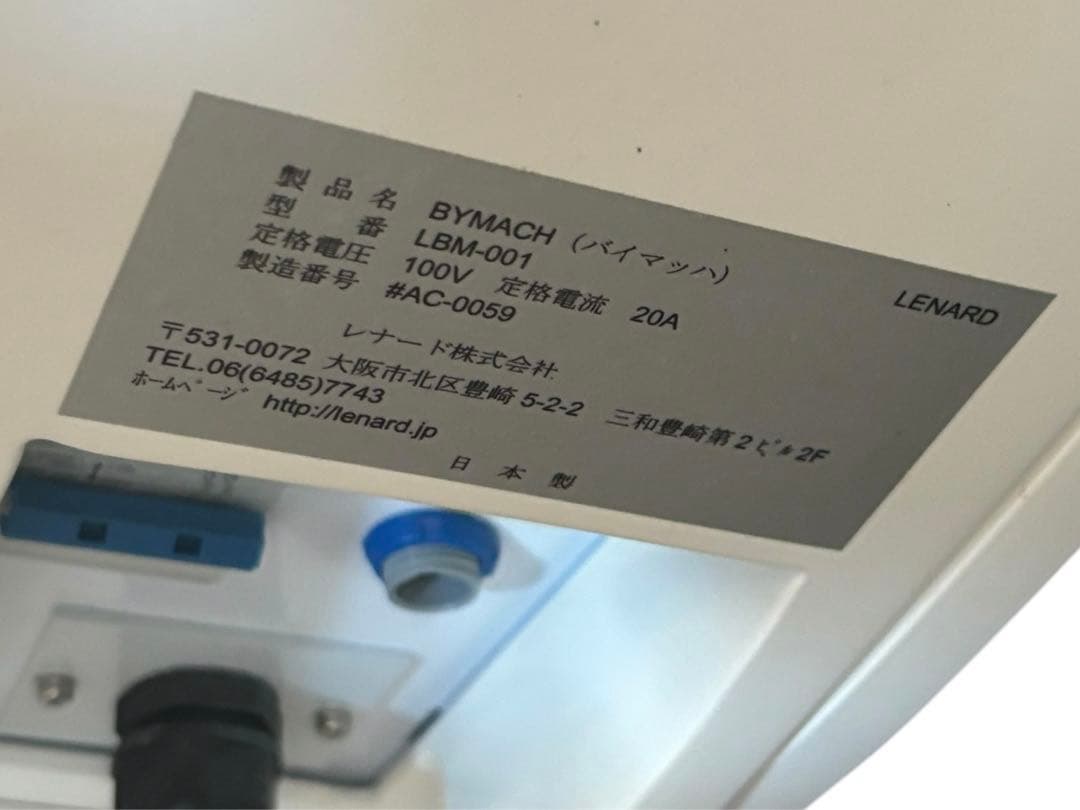 製品名 BYMACH (バイマッハ)
型番 LBM-001
定格電圧 100V 定格電流 20A
製造番号 #AC-0059
LENARD
レナード株式会社
〒531-0072 大阪市北区豊崎 5-2-2 三和豊崎第2ビル2F
TEL.06(6485)7743
ホームページ http://lenard.jp
日本製